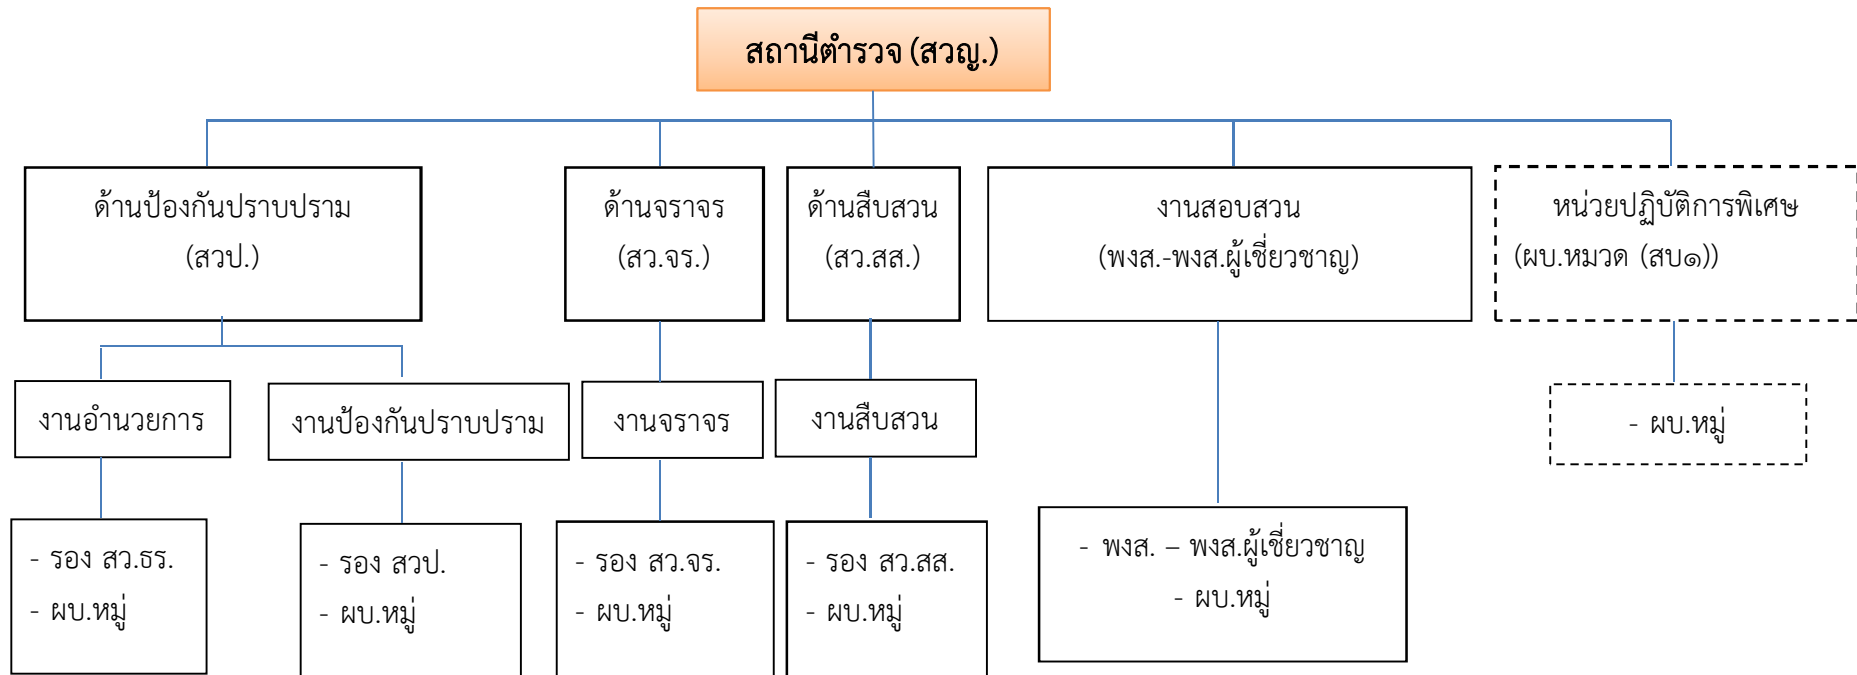 สถานีตำรวจ (สวญ.)
ด้านป้องกันปราบปราม
(สวป.)
ด้านจราจร
(สว.จร.)
ด้านสืบสวน
(สว.สส.)
งานสอบสวน
(พงส.-พงส.ผู้เชี่ยวชาญ)
หน่วยปฏิบัติการพิเศษ
(ผบ.หมวด (สบ๑))
งานอำนวยการ
งานป้องกันปราบปราม
งานจราจร
งานสืบสวน
- ผบ.หมู่
- รอง สว.ธร.
- ผบ.หมู่
- รอง สวป.
- ผบ.หมู่
- รอง สว.จร.
- ผบ.หมู่
- รอง สว.สส.
- ผบ.หมู่
- พงส. – พงส.ผู้เชี่ยวชาญ
- ผบ.หมู่